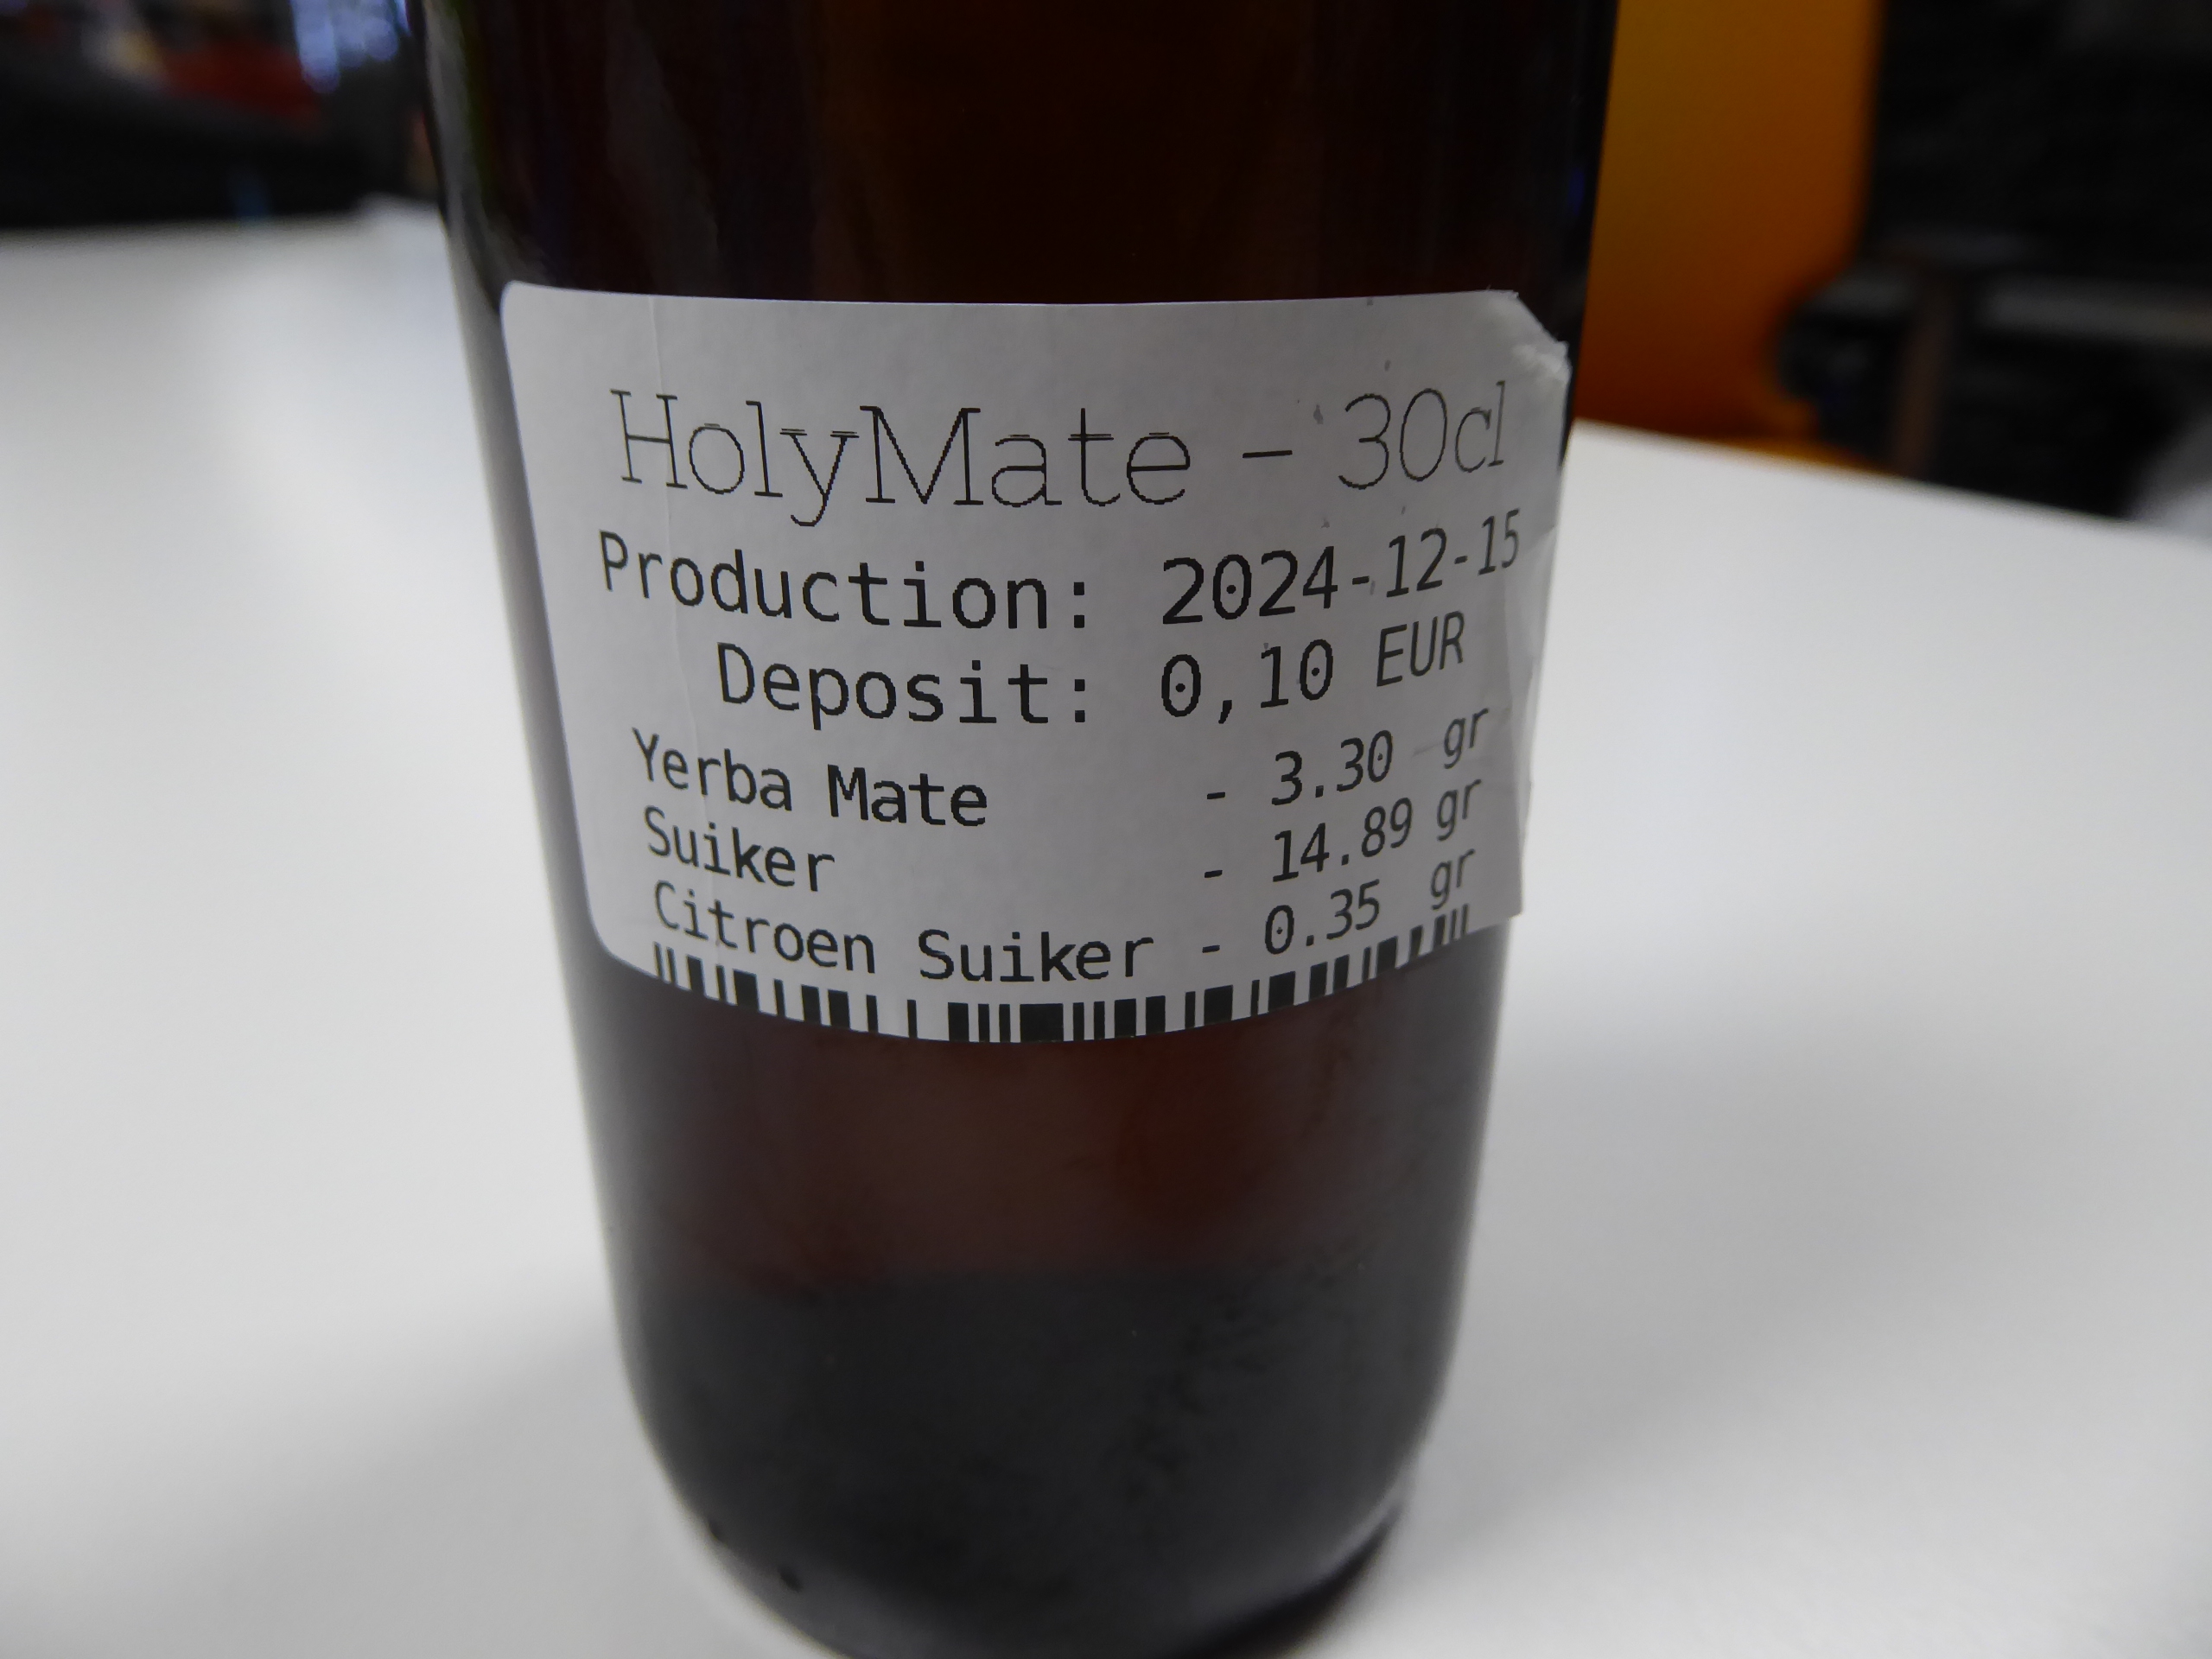 HolyMate - 30cl
Production: 2024-12-15
Deposit: 0,10 EUR
Yerba Mate - 3.30 gr
Suiker - 14.89 gr
Citroen Suiker - 0.35 gr